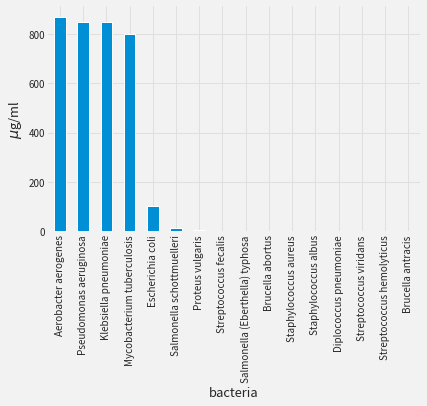 800
600
400
200
0
μg/ml
Aerobacter aerogenes
Pseudomonas aeruginosa
Klebsiella pneumoniae
Mycobacterium tuberculosis
Escherichia coli
Salmonella schottmuelleri
Proteus vulgaris
Streptococcus fecalis
Salmonella (Eberthella) typhosa
Brucella abortus
Staphylococcus aureus
Staphylococcus albus
Diplococcus pneumoniae
Streptococcus viridans
Streptococcus hemolyticus
Brucella antracis
bacteria